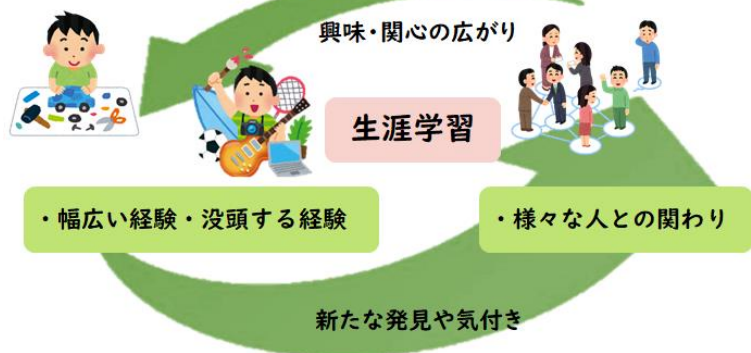 興味・関心の広がり
生涯学習
・幅広い経験・没頭する経験
・様々な人との関わり
新たな発見や気付き